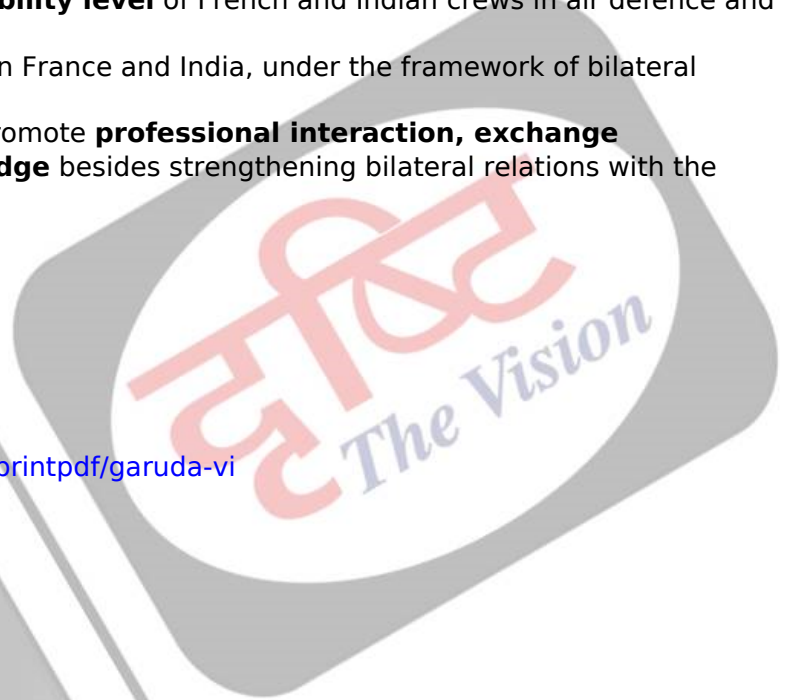 bility level of French and Indian crews in air defence and
n France and India, under the framework of bilateral
romote professional interaction, exchange
dge besides strengthening bilateral relations with the
दृष्टि
The Vision
printpdf/garuda-vi